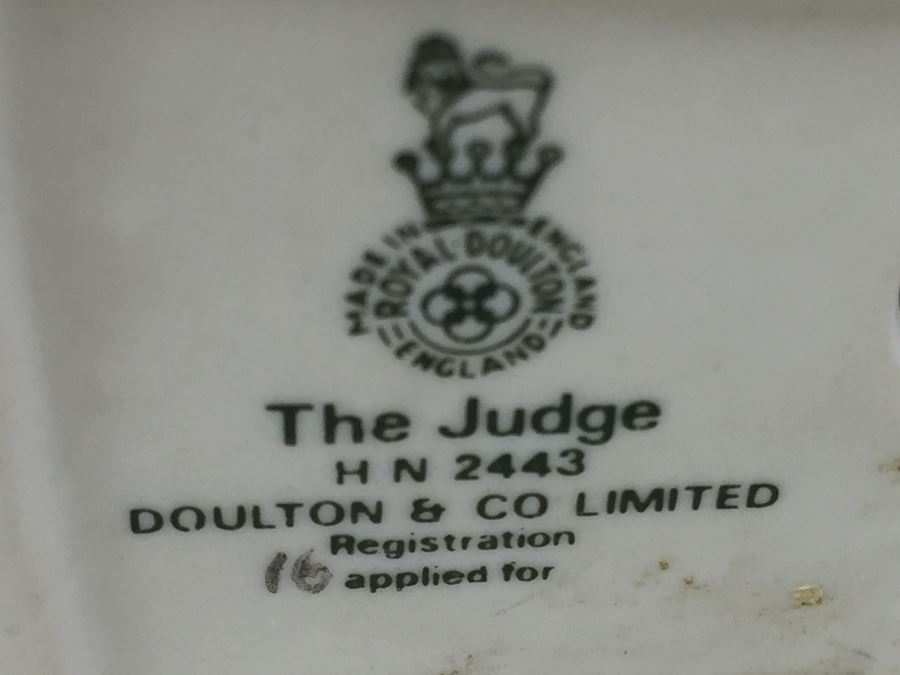 MADE IN ENGLAND
ROYAL DOULTON
ENGLAND
The Judge
H N 2443
DOULTON & CO LIMITED
Registration
16 applied for